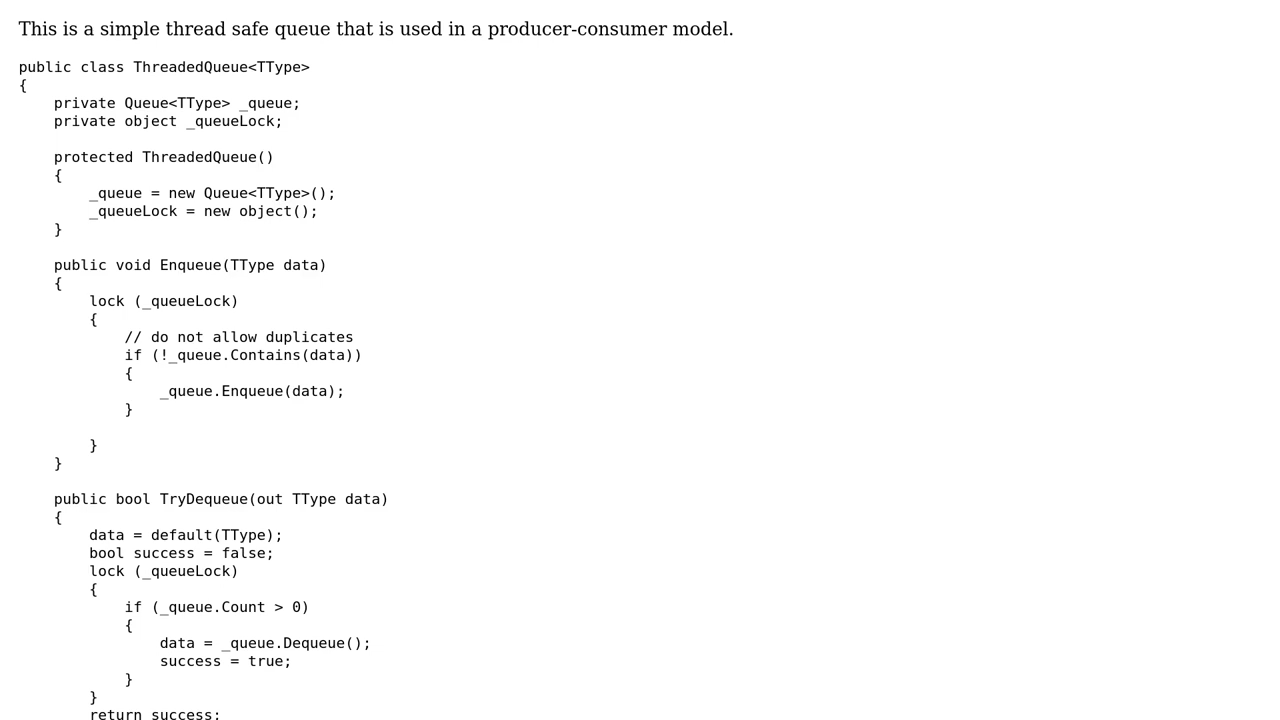 This is a simple thread safe queue that is used in a producer-consumer model.
public class ThreadedQueue<TType>
{
    private Queue<TType> _queue;
    private object _queueLock;

    protected ThreadedQueue()
    {
        _queue = new Queue<TType>();
        _queueLock = new object();
    }

    public void Enqueue(TType data)
    {
        lock (_queueLock)
        {
            // do not allow duplicates
            if (!_queue.Contains(data))
            {
                _queue.Enqueue(data);
            }

        }
    }

    public bool TryDequeue(out TType data)
    {
        data = default(TType);
        bool success = false;
        lock (_queueLock)
        {
            if (_queue.Count > 0)
            {
                data = _queue.Dequeue();
                success = true;
            }
        }
        return success;